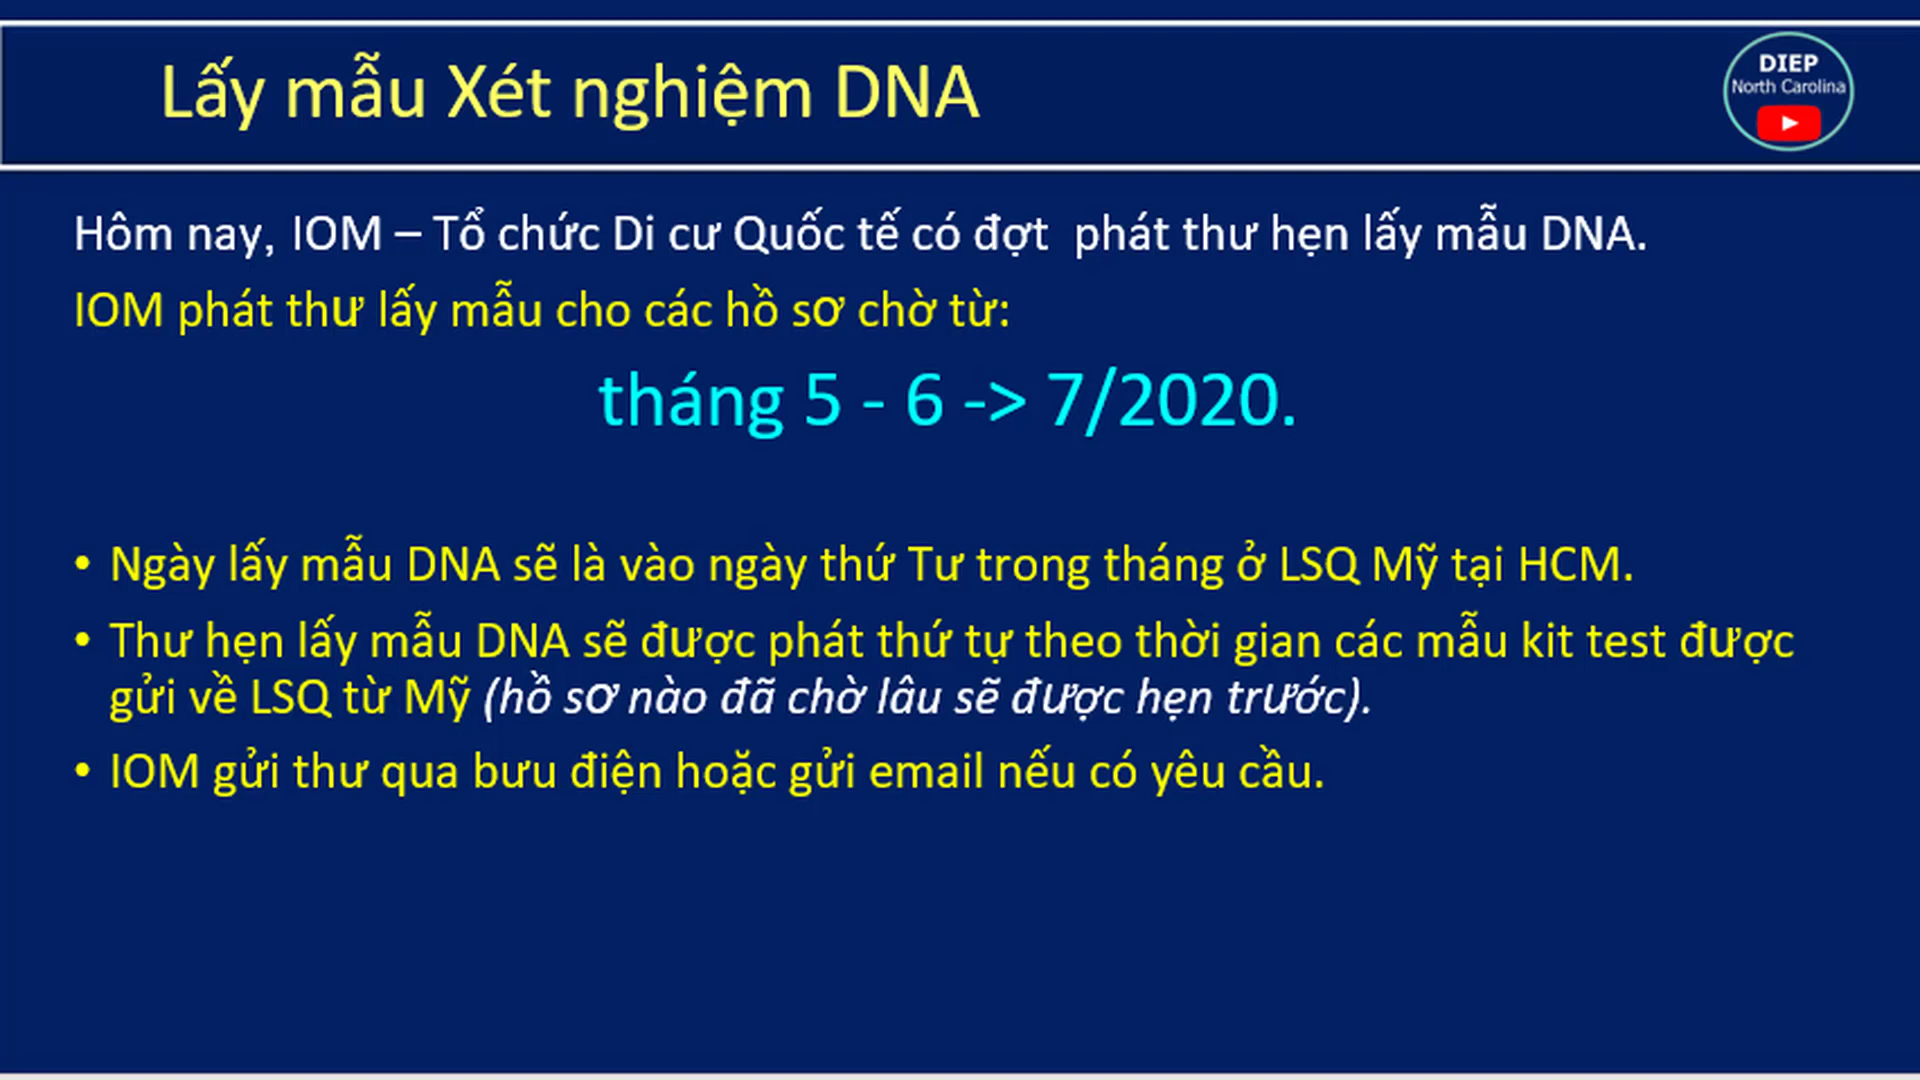 Lấy mẫu Xét nghiệm DNA
DIEP
North Carolina
Hôm nay, IOM – Tổ chức Di cư Quốc tế có đợt phát thư hẹn lấy mẫu DNA.
IOM phát thư lấy mẫu cho các hồ sơ chờ từ:
tháng 5 - 6 -> 7/2020.
• Ngày lấy mẫu DNA sẽ là vào ngày thứ Tư trong tháng ở LSQ Mỹ tại HCM.
• Thư hẹn lấy mẫu DNA sẽ được phát thứ tự theo thời gian các mẫu kit test được
gửi về LSQ từ Mỹ (hồ sơ nào đã chờ lâu sẽ được hẹn trước).
• IOM gửi thư qua bưu điện hoặc gửi email nếu có yêu cầu.